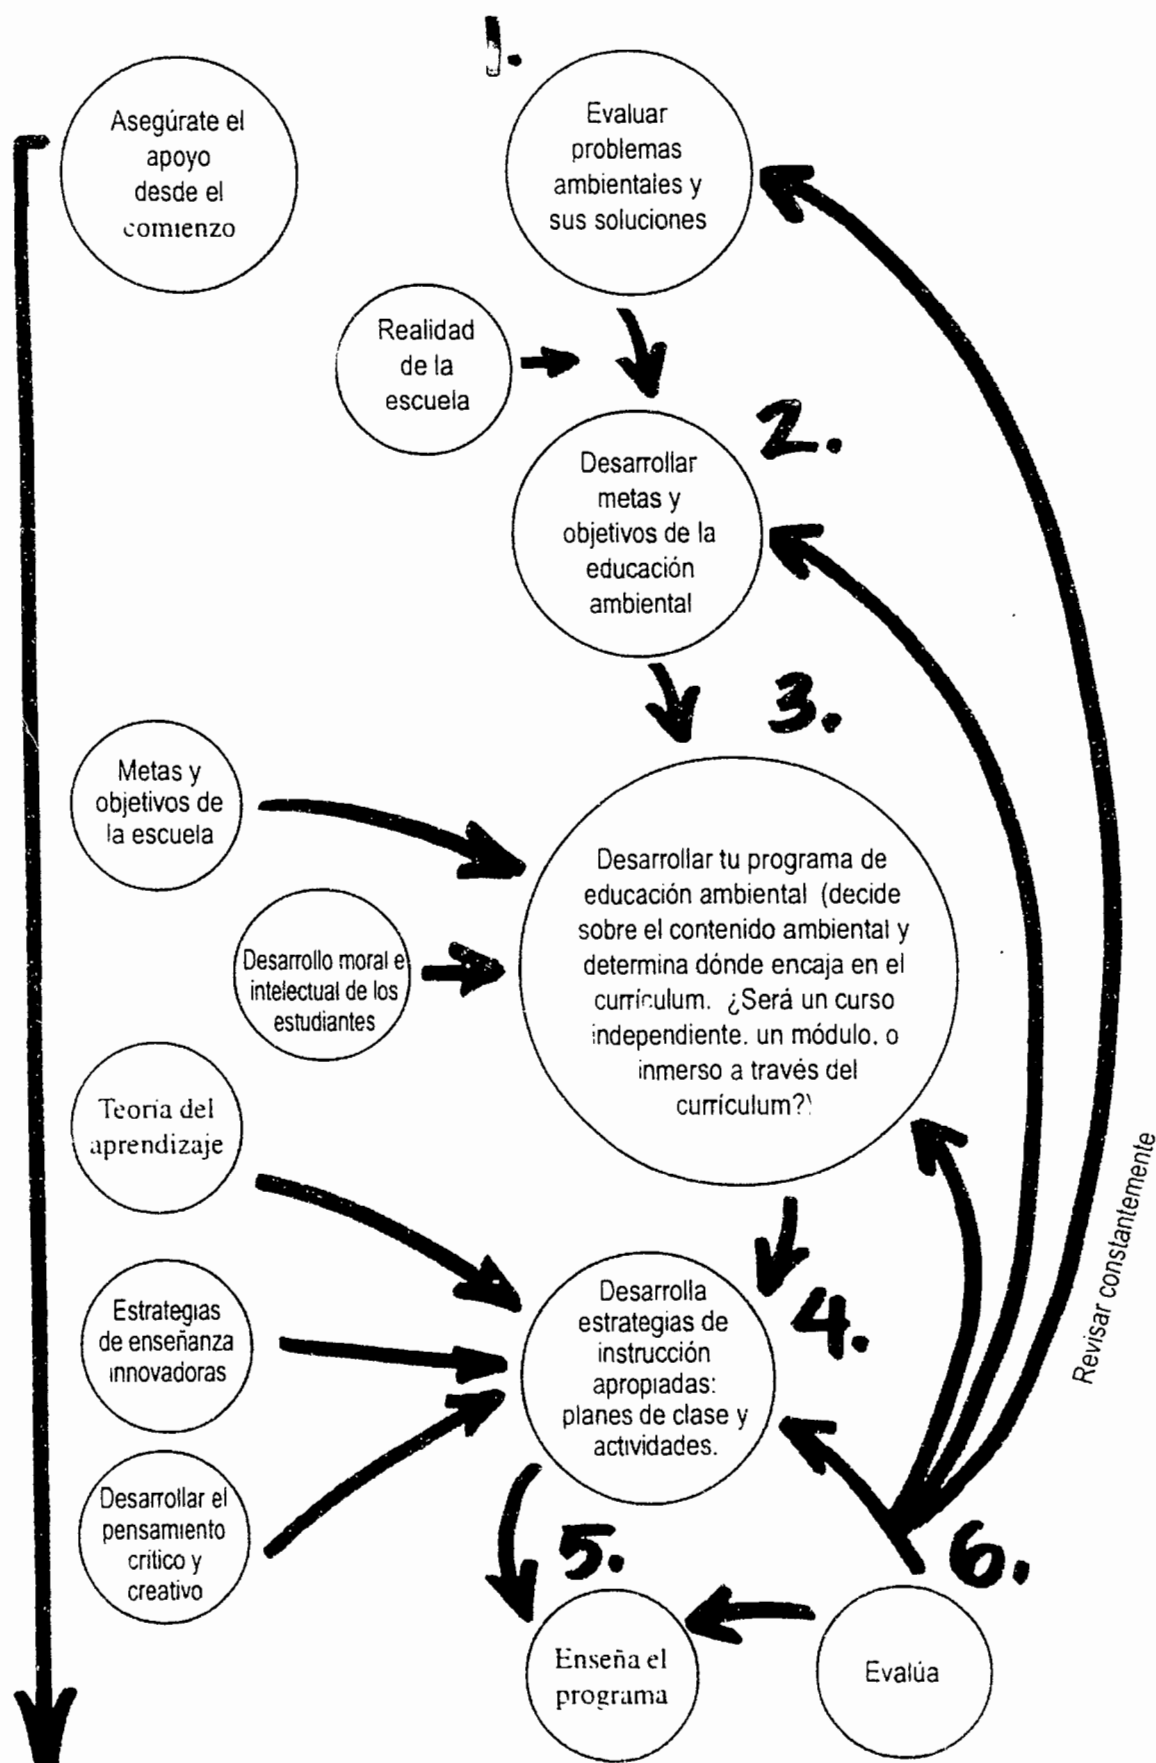 1.
Asegúrate el
apoyo
desde el
comienzo
Evaluar
problemas
ambientales y
sus soluciones
Realidad
de la
escuela
2.
Desarrollar
metas y
objetivos de la
educación
ambiental
3.
Metas y
objetivos de
la escuela
Desarrollar tu programa de
educación ambiental (decide
sobre el contenido ambiental y
determina dónde encaja en el
currículum. ¿Será un curso
independiente. un módulo. o
inmerso a través del
currículum?)
Desarrollo moral e
intelectual de los
estudiantes
Teoria del
aprendizaje
Revisar constantemente
4.
Desarrolla
estrategias de
instrucción
apropiadas:
planes de clase y
actividades.
Estrategias
de enseñanza
innovadoras
Desarrollar el
pensamiento
critico y
creativo
5.
6.
Enseña el
programa
Evalúa